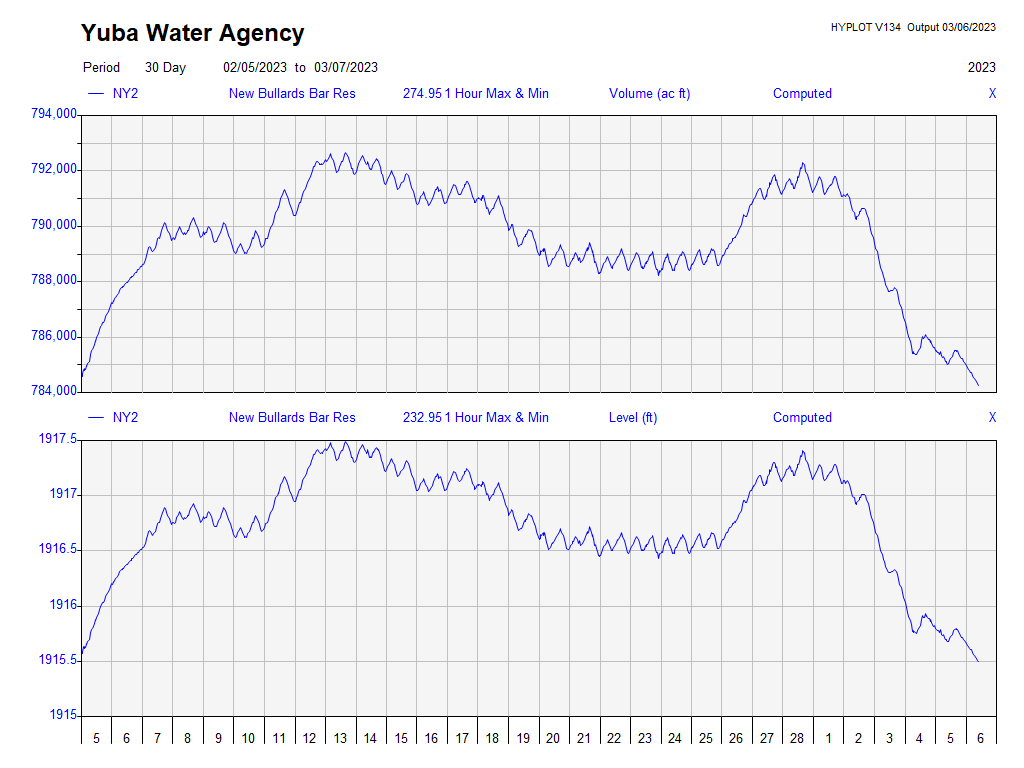 Yuba Water Agency
HYPLOT V134 Output 03/06/2023
Period 30 Day 02/05/2023 to 03/07/2023 2023
NY2 New Bullards Bar Res 274.95 1 Hour Max & Min Volume (ac ft) Computed X
794,000
792,000
790,000
788,000
786,000
784,000
NY2 New Bullards Bar Res 232.95 1 Hour Max & Min Level (ft) Computed X
1917.5
1917
1916.5
1916
1915.5
1915
5 6 7 8 9 10 11 12 13 14 15 16 17 18 19 20 21 22 23 24 25 26 27 28 1 2 3 4 5 6